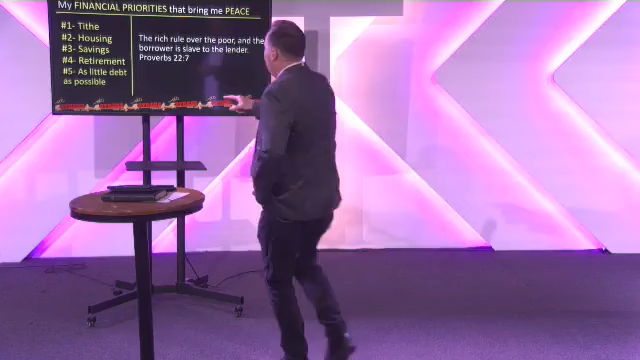 My FINANCIAL PRIORITIES that bring me PEACE
#1- Tithe
#2- Housing
#3- Savings
#4- Retirement
#5- As little debt
as possible
The rich rule over the poor, and the
borrower is slave to the lender.
Proverbs 22:7